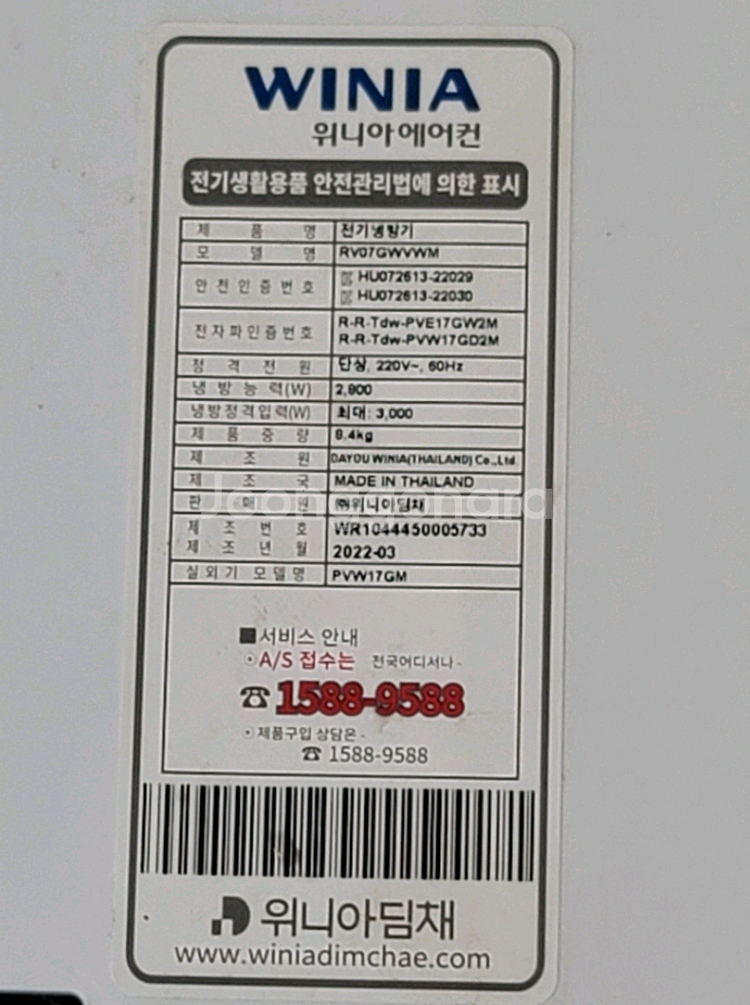 WINIA
위니아에어컨
전기생활용품 안전관리법에 의한 표시
제품명 전기냉방기
모델명 RV07GWVWM
안전인증번호 HU072613-22029
HU072613-22030
전자파인증번호 R-R-Tdw-PVE17GW2M
R-R-Tdw-PVW17GD2M
정격전원 단상, 220V~, 60Hz
냉방능력(W) 2,800
냉방정격입력(W) 최대: 3,000
제품중량 8.4kg
제조원 DAYOU WINIA(THAILAND) Co.,Ltd.
제조국 MADE IN THAILAND
판매원 ㈜위니아딤채
제조번호 WR1044450005733
제조년월 2022-03
실외기 모델명 PVW17GM
■서비스 안내
·A/S 접수는 전국어디서나-
☎ 1588-9588
·제품구입 상담은-
☎ 1588-9588
위니아딤채
www.winiadimchae.com
Joonggonara